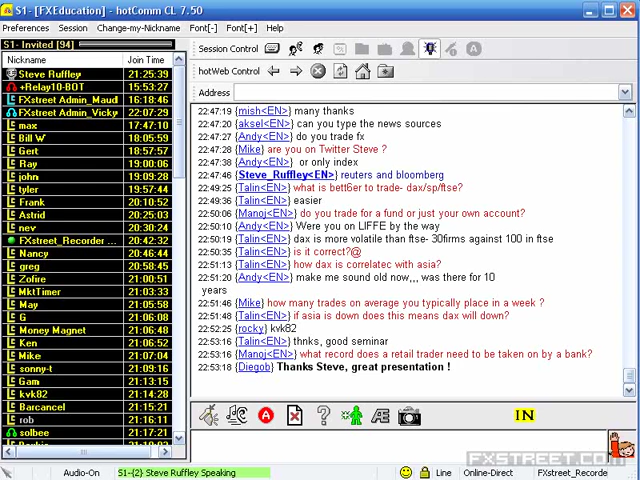 S1- [FXEducation] - hotComm CL 7.50
Preferences Session Change-my-Nickname Font[-] Font[+] Help
S1- Invited [94]
Nickname Join Time
Steve Ruffley 21:25:39
+Relay10-BOT 15:53:27
FXstreet Admin_Maud 16:18:46
FXstreet Admin_Vicky 22:07:29
max 17:47:10
Bill W 18:05:59
Gert 18:57:57
Ray 19:00:06
john 19:09:28
tyler 19:57:44
Frank 20:10:52
Astrid 20:25:03
nev 20:30:24
FXstreet_Recorder ... 20:42:32
Nancy 20:46:44
greg 20:58:45
Zofire 21:00:51
MktTimer 21:03:33
May 21:05:58
G 21:06:08
Money Magnet 21:06:48
Ken 21:06:52
Mike 21:07:04
sonny-t 21:09:16
Gam 21:13:15
kvk82 21:14:28
Barcancel 21:15:21
rob 21:16:11
solbee 21:17:21
Session Control
hotWeb Control
Address
22:47:19 {mish<EN>} many thanks
22:47:20 {aksel<EN>} can you type the news sources
22:47:21 {Andy<EN>} do you trade fx
22:47:28 {Mike} are you on Twitter Steve ?
22:47:38 {Andy<EN>} or only index
22:47:46 {Steve_Ruffley<EN>} reuters and bloomberg
22:49:25 {Talin<EN>} what is bett6er to trade- dax/sp/ftse?
22:49:36 {Talin<EN>} easier
22:50:06 {Manoj<EN>} do you trade for a fund or just your own account?
22:50:10 {Andy<EN>} Were you on LIFFE by the way
22:50:19 {Talin<EN>} dax is more volatile than ftse- 30firms against 100 in ftse
22:50:35 {Talin<EN>} is it correct?@
22:51:13 {Talin<EN>} how dax is correlatec with asia?
22:51:20 {Andy<EN>} make me sound old now,,, was there for 10
years
22:51:46 {Mike} how many trades on average you typically place in a week ?
22:51:48 {Talin<EN>} if asia is down does this means dax will down?
22:52:25 {rocky} kvk82
22:53:16 {Talin<EN>} thnks, good seminar
22:53:16 {Manoj<EN>} what record does a retail trader need to be taken on by a bank?
22:53:18 {Diegob} Thanks Steve, great presentation !
IN
FXSTREET.COM
Audio-On S1-{2} Steve Ruffley Speaking Line Online-Direct FXstreet_Recorde